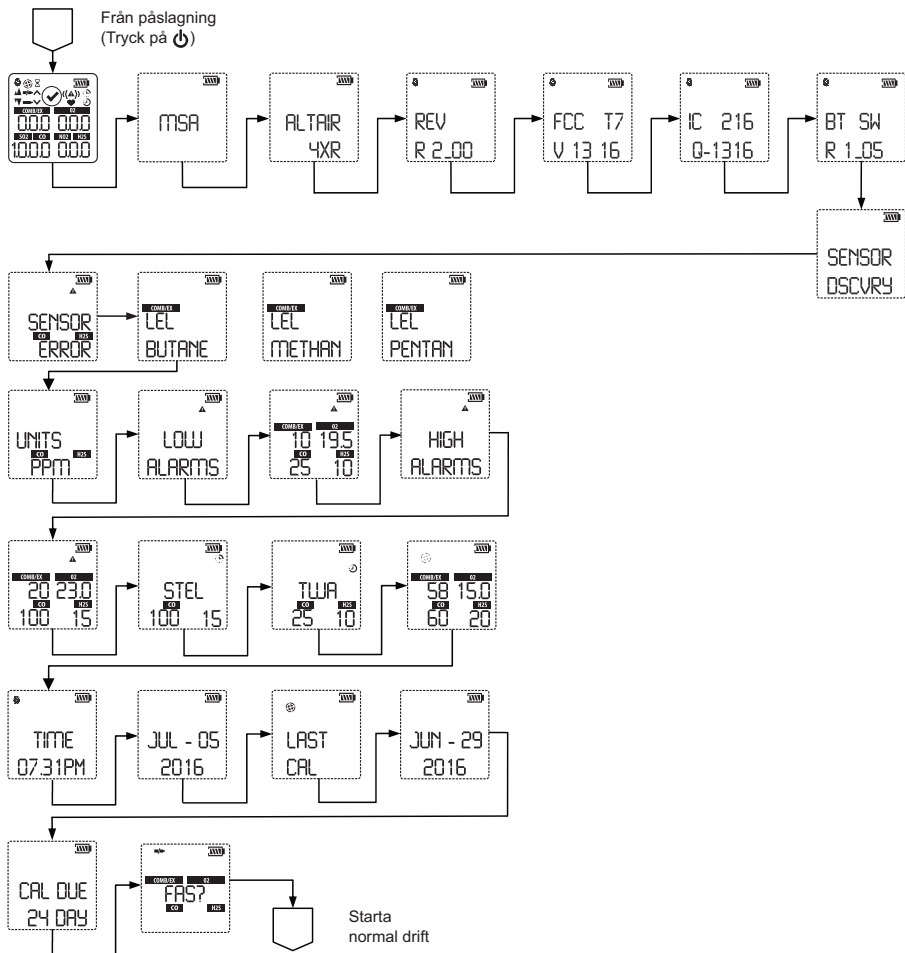 Från påslagning
(Tryck på ⏻)
COMB/EX O2
0.0.0 0.0.0
SO2 CO NO2 H2S
1.0.0.0 0.0.0
MSA
ALTAIR
4XR
REV
R 2_00
FCC T7
V 13 16
IC 216
Q-1316
BT SW
R 1_05
SENSOR
DSCVRY
SENSOR
CO H2S
ERROR
COMB/EX
LEL
BUTANE
COMB/EX
LEL
METHAN
COMB/EX
LEL
PENTAN
UNITS
CO H2S
PPM
LOW
ALARMS
COMB/EX O2
10 19.5
CO H2S
25 10
HIGH
ALARMS
COMB/EX O2
20 23.0
CO H2S
100 15
STEL
CO H2S
100 15
TWA
CO H2S
25 10
COMB/EX O2
58 15.0
CO H2S
60 20
TIME
07.31PM
JUL - 05
2016
LAST
CAL
JUN - 29
2016
CAL DUE
24 DAY
COMB/EX O2
FAS?
CO H2S
Starta
normal drift